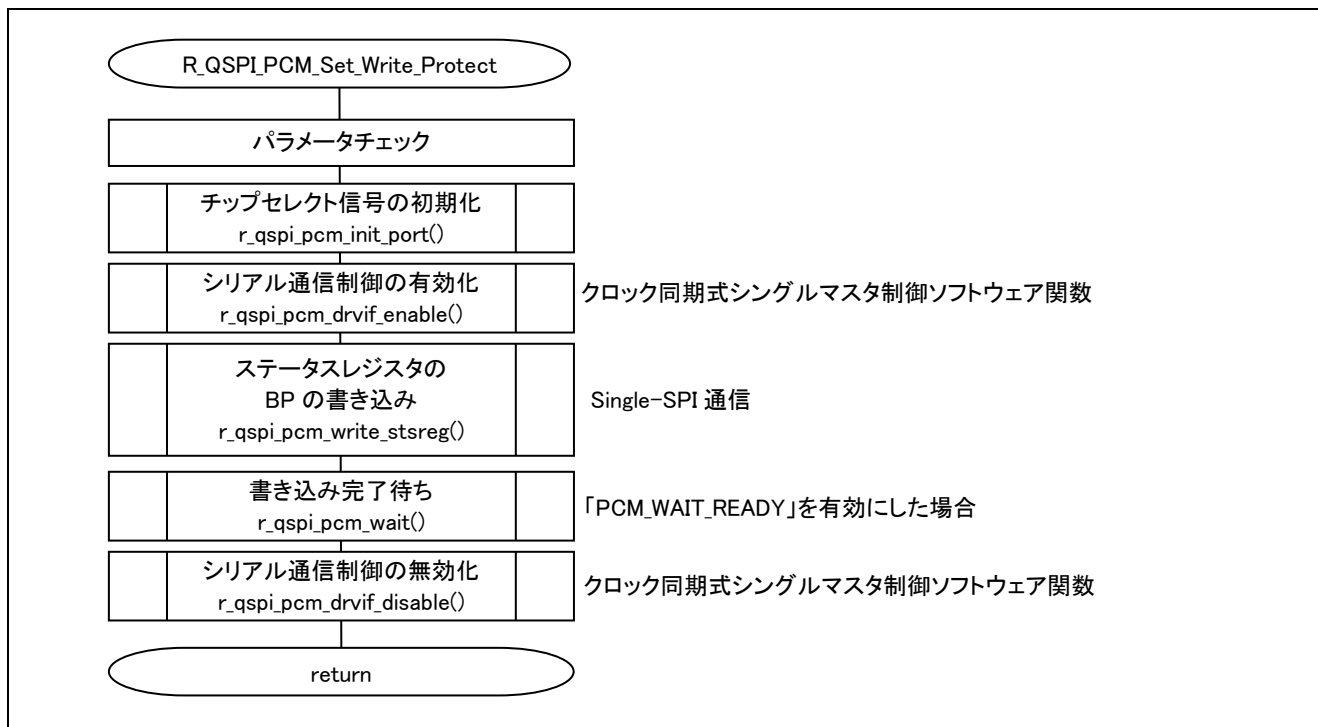 R_QSPI_PCM_Set_Write_Protect
パラメータチェック
チップセレクト信号の初期化
r_qspi_pcm_init_port()
シリアル通信制御の有効化
r_qspi_pcm_drvif_enable()
クロック同期式シングルマスタ制御ソフトウェア関数
ステータスレジスタの
BP の書き込み
r_qspi_pcm_write_stsreg()
Single-SPI 通信
書き込み完了待ち
r_qspi_pcm_wait()
「PCM_WAIT_READY」を有効にした場合
シリアル通信制御の無効化
r_qspi_pcm_drvif_disable()
クロック同期式シングルマスタ制御ソフトウェア関数
return